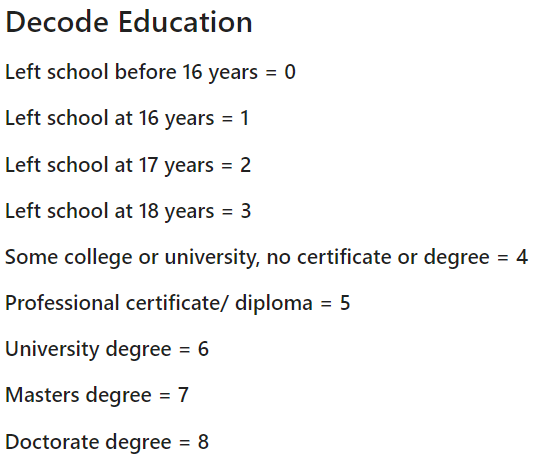 Decode Education
Left school before 16 years = 0
Left school at 16 years = 1
Left school at 17 years = 2
Left school at 18 years = 3
Some college or university, no certificate or degree = 4
Professional certificate/ diploma = 5
University degree = 6
Masters degree = 7
Doctorate degree = 8